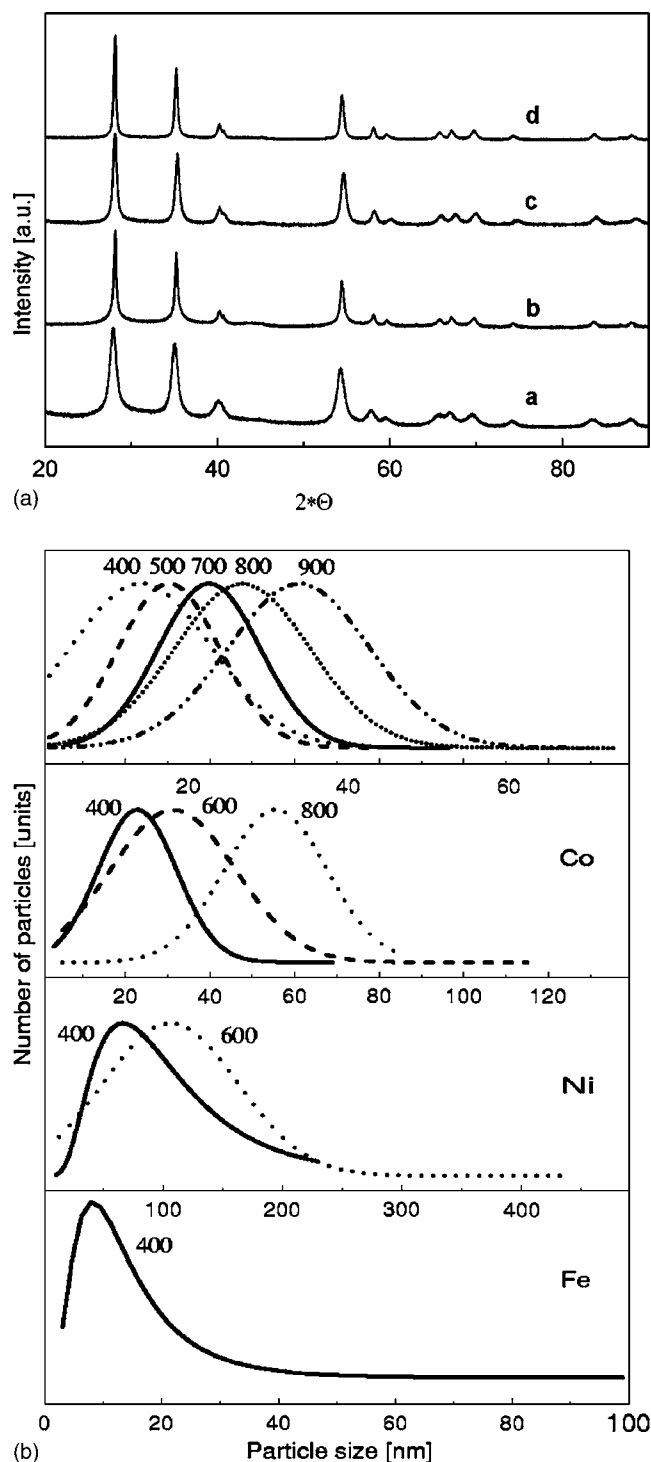 d
c
b
a
Intensity [a.u.]
20 40 60 80
(a) 2*Θ
400 500 700 800 900
20 40 60
400 600 800
Co
20 40 60 80 100 120
400 600
Ni
100 200 300 400
400
Fe
Number of particles [units]
0 20 40 60 80 100
(b) Particle size [nm]